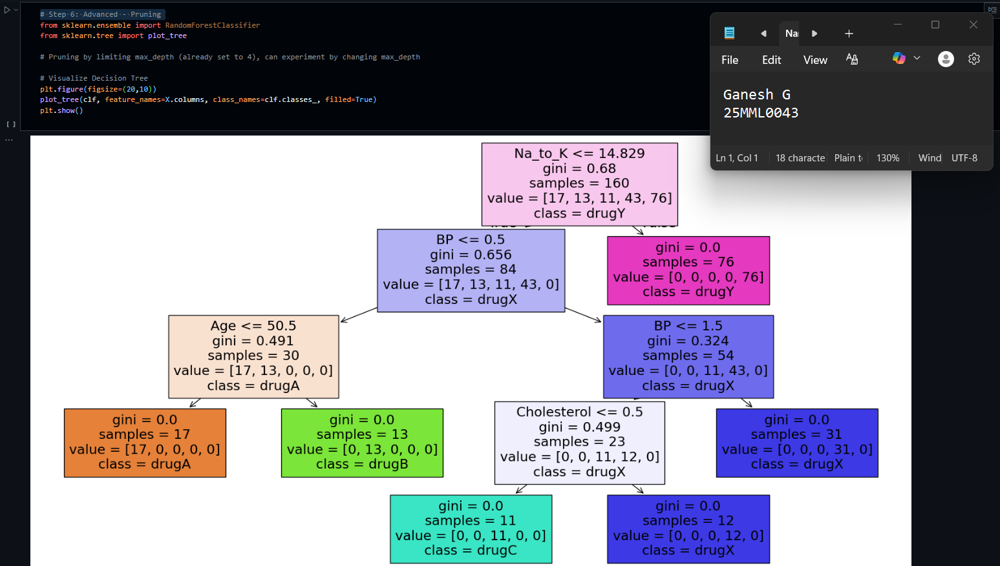 # Step 6: Advanced - Pruning
from sklearn.ensemble import RandomForestClassifier
from sklearn.tree import plot_tree
# Pruning by limiting max_depth (already set to 4), can experiment by changing max_depth
# Visualize Decision Tree
plt.figure(figsize=(20,10))
plot_tree(clf, feature_names=X.columns, class_names=clf.classes_, filled=True)
plt.show()
[ ]
...
Na
File Edit View
Ganesh G
25MML0043
Ln 1, Col 1 18 characte Plain t 130% Wind UTF-8
Na_to_K <= 14.829
gini = 0.68
samples = 160
value = [17, 13, 11, 43, 76]
class = drugY
BP <= 0.5
gini = 0.656
samples = 84
value = [17, 13, 11, 43, 0]
class = drugX
gini = 0.0
samples = 76
value = [0, 0, 0, 0, 76]
class = drugY
Age <= 50.5
gini = 0.491
samples = 30
value = [17, 13, 0, 0, 0]
class = drugA
BP <= 1.5
gini = 0.324
samples = 54
value = [0, 0, 11, 43, 0]
class = drugX
gini = 0.0
samples = 17
value = [17, 0, 0, 0, 0]
class = drugA
gini = 0.0
samples = 13
value = [0, 13, 0, 0, 0]
class = drugB
Cholesterol <= 0.5
gini = 0.499
samples = 23
value = [0, 0, 11, 12, 0]
class = drugX
gini = 0.0
samples = 31
value = [0, 0, 0, 31, 0]
class = drugX
gini = 0.0
samples = 11
value = [0, 0, 11, 0, 0]
class = drugC
gini = 0.0
samples = 12
value = [0, 0, 0, 12, 0]
class = drugX